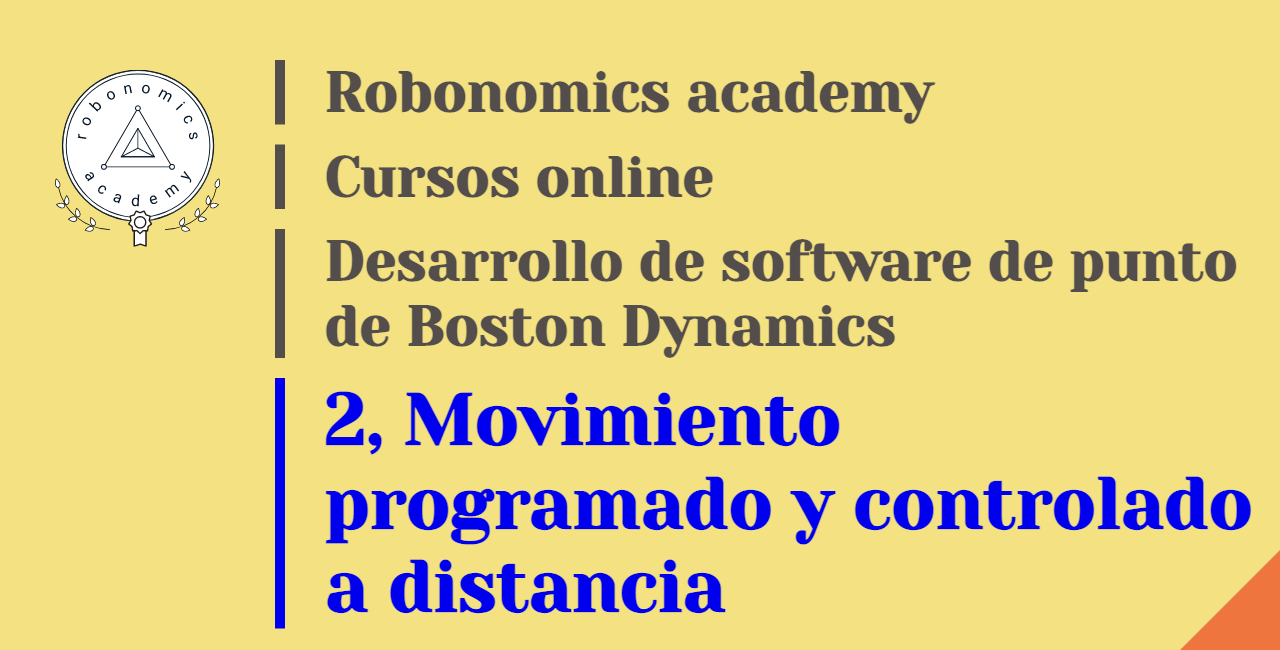 robonomics
academy
Robonomics academy
Cursos online
Desarrollo de software de punto
de Boston Dynamics
2, Movimiento
programado y controlado
a distancia